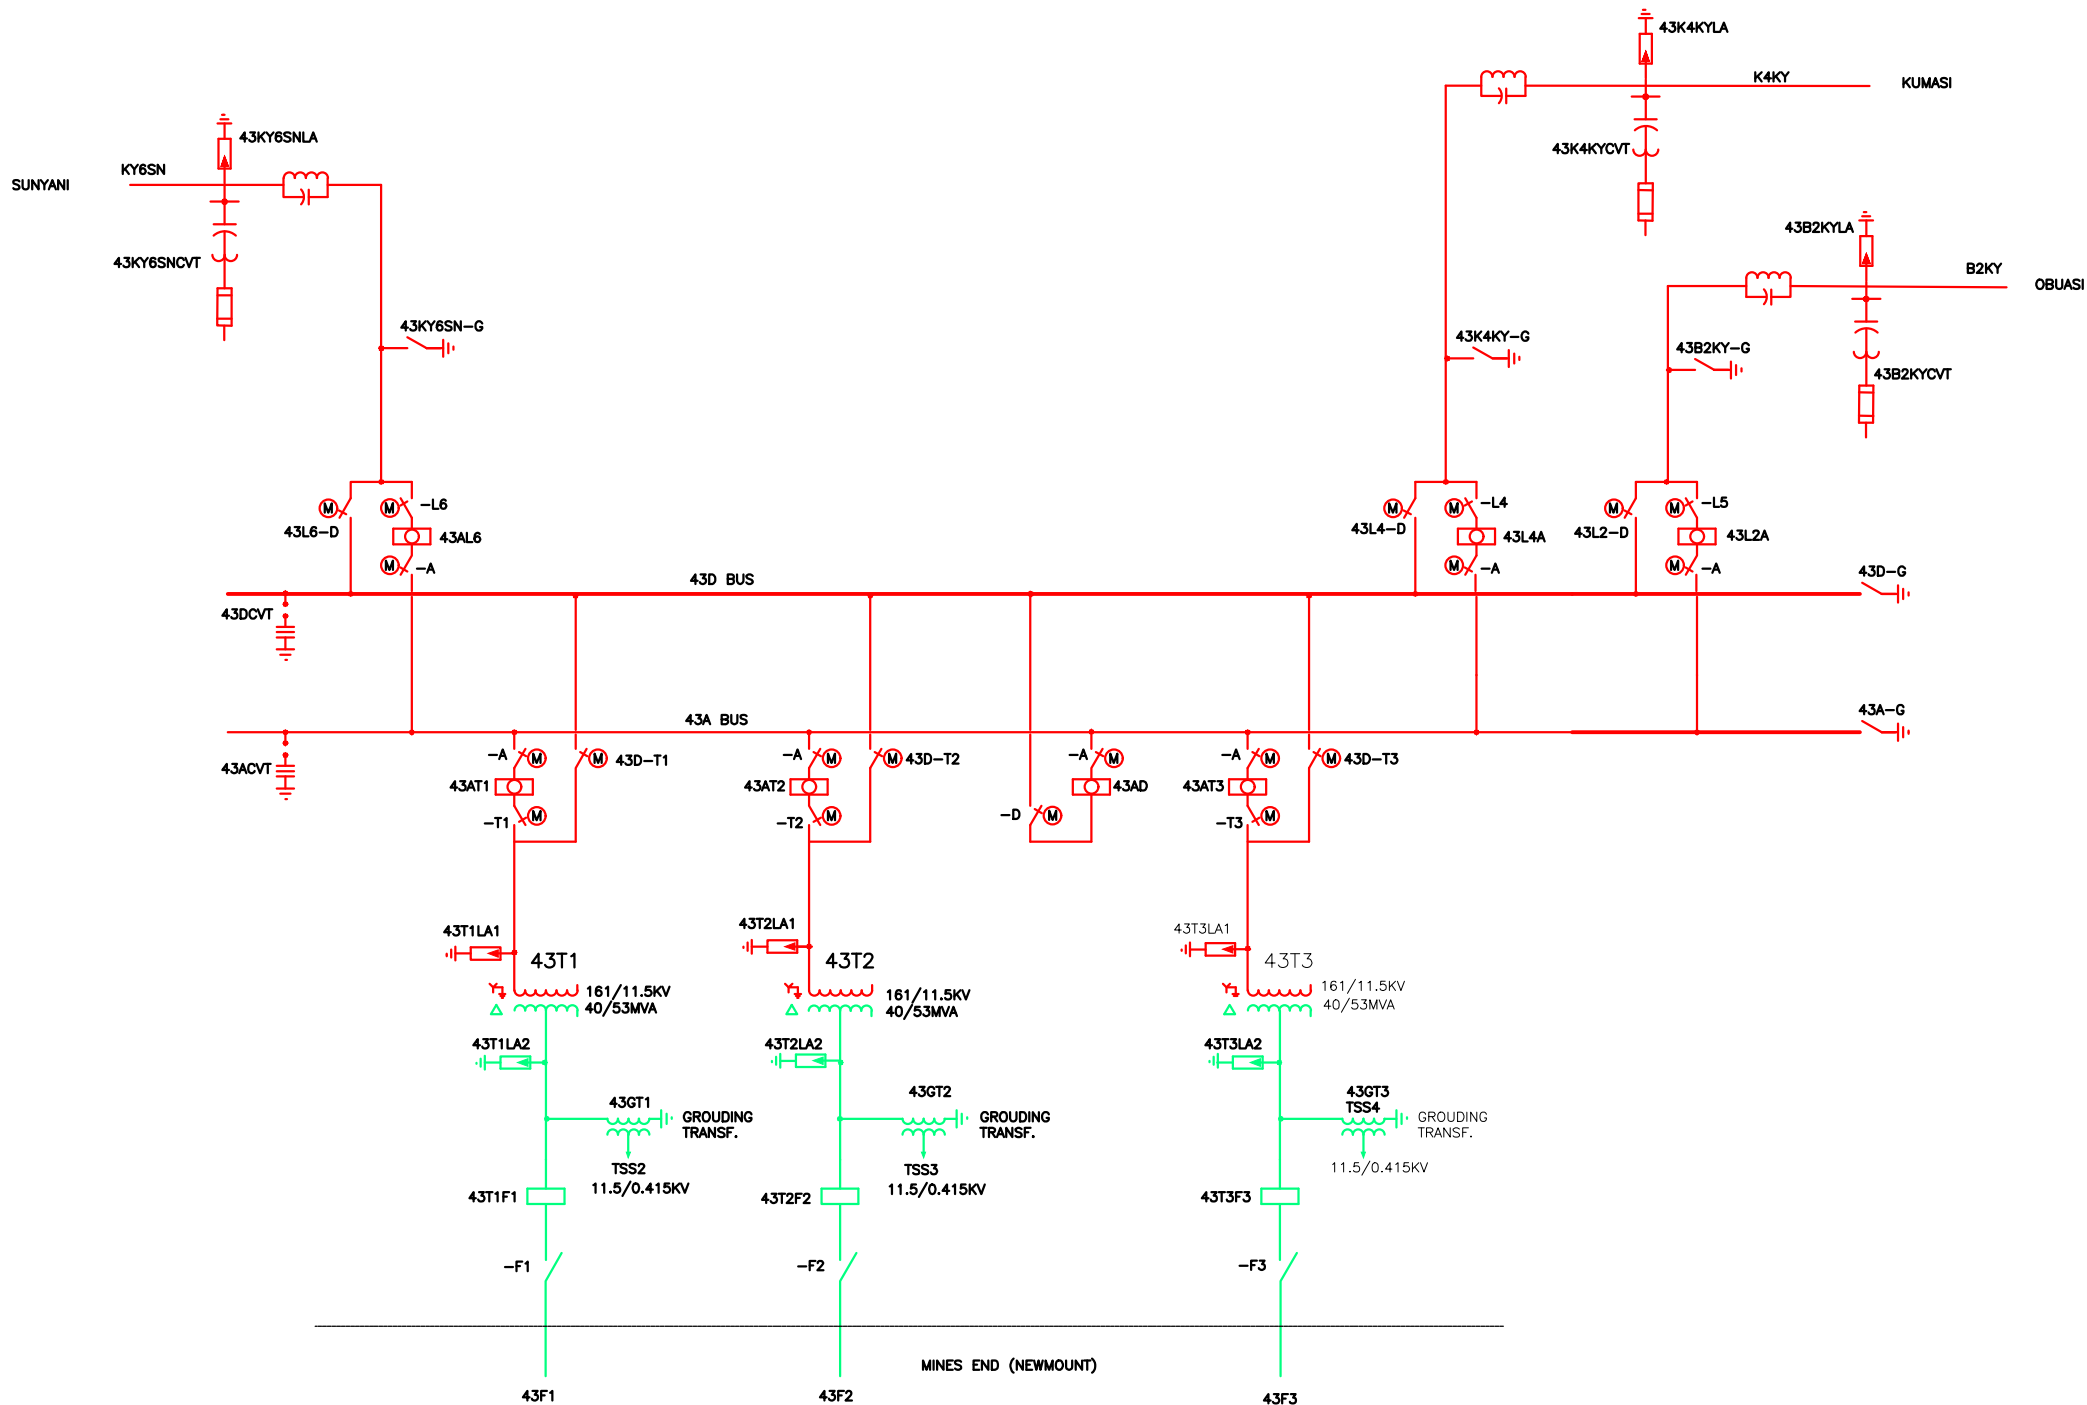 43K4KYLA
K4KY
KUMASI
43KY6SNLA
43K4KYCVT
KY6SN
SUNYANI
43B2KYLA
43KY6SNCVT
B2KY
OBUASI
43KY6SN-G
43K4KY-G
43B2KY-G
43B2KYCVT
M
M
-L6
M
M
-L4
M
M
-L5
43L6-D
43AL6
43L4-D
43L4A
43L2-D
43L2A
M
-A
M
-A
M
-A
43D BUS
43D-G
43DCVT
43A BUS
43A-G
43ACVT
-A
M
M
43D-T1
-A
M
M
43D-T2
-A
M
-A
M
M
43D-T3
43AT1
43AT2
43AD
43AT3
-T1
M
-T2
M
-D
M
-T3
M
43T1LA1
43T2LA1
43T3LA1
43T1
43T2
43T3
161/11.5KV
40/53MVA
161/11.5KV
40/53MVA
161/11.5KV
40/53MVA
43T1LA2
43T2LA2
43T3LA2
43GT1
43GT2
43GT3
TSS4
GROUDING
TRANSF.
GROUDING
TRANSF.
GROUDING
TRANSF.
TSS2
11.5/0.415KV
TSS3
11.5/0.415KV
11.5/0.415KV
43T1F1
43T2F2
43T3F3
-F1
-F2
-F3
MINES END (NEWMOUNT)
43F1
43F2
43F3